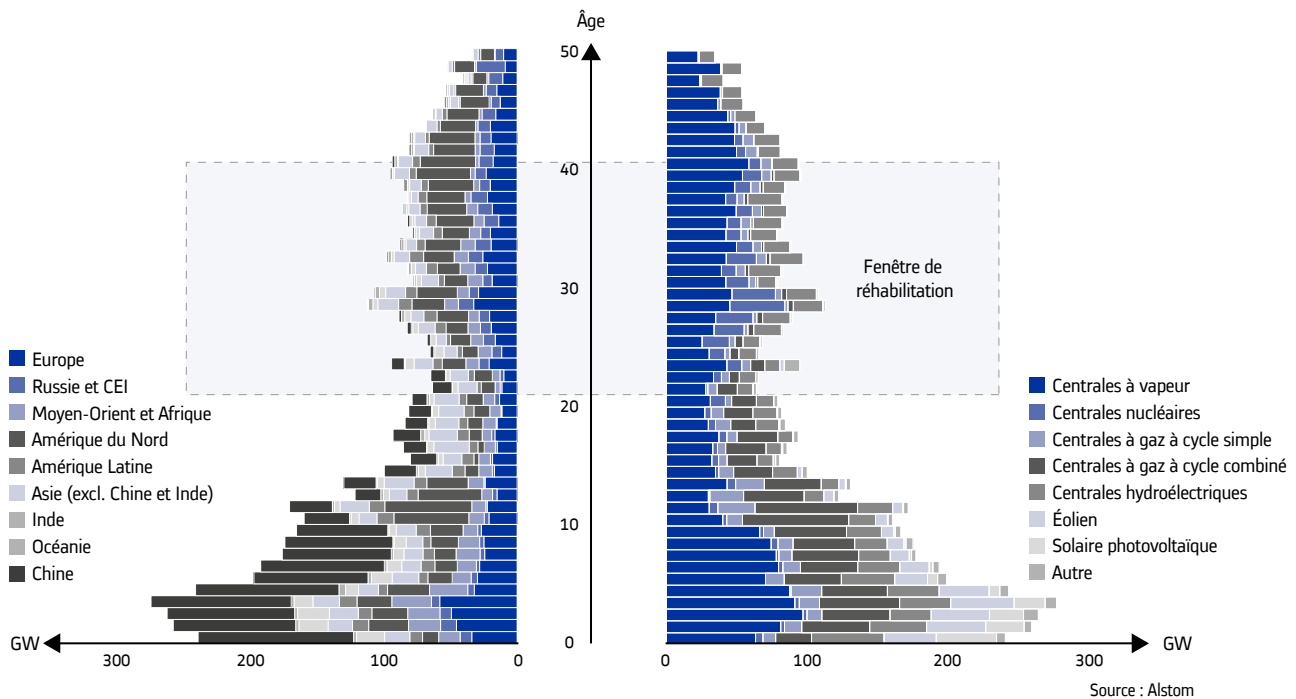 Âge
50
40
30
20
10
0
Fenêtre de
réhabilitation
Europe
Russie et CEI
Moyen-Orient et Afrique
Amérique du Nord
Amérique Latine
Asie (excl. Chine et Inde)
Inde
Océanie
Chine
Centrales à vapeur
Centrales nucléaires
Centrales à gaz à cycle simple
Centrales à gaz à cycle combiné
Centrales hydroélectriques
Éolien
Solaire photovoltaïque
Autre
GW
300 200 100 0
0 100 200 300
GW
Source : Alstom